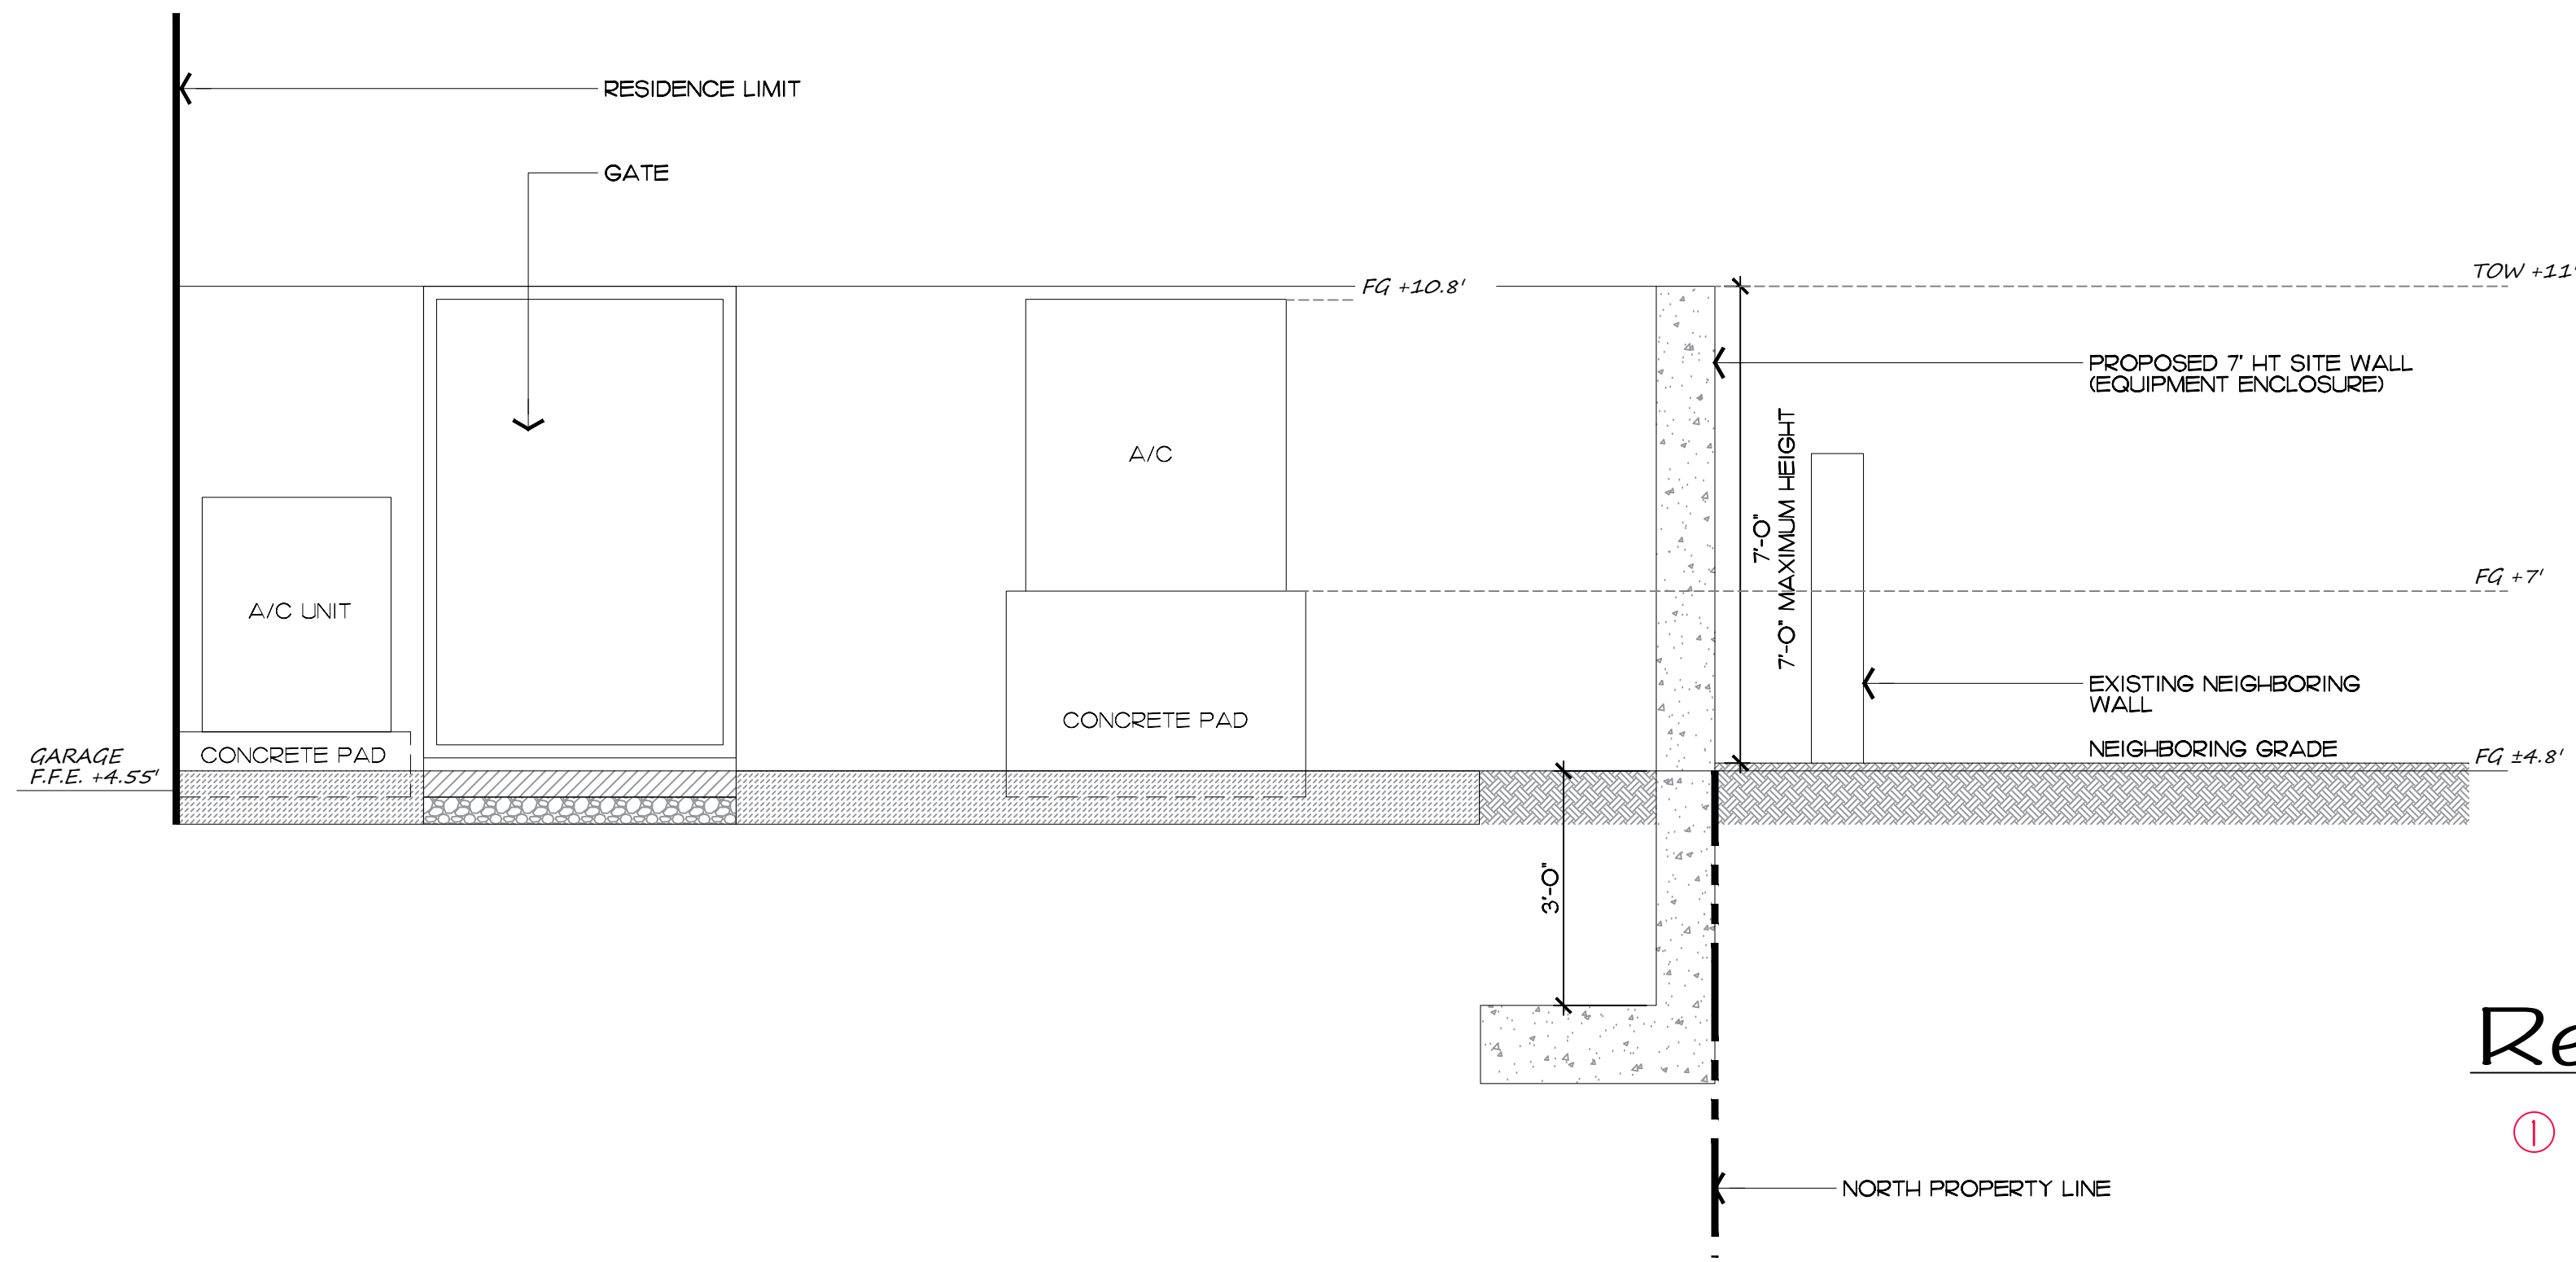 RESIDENCE LIMIT
GATE
FG +10.8'
TOW +11'
PROPOSED 7' HT SITE WALL
(EQUIPMENT ENCLOSURE)
A/C
7'-0"
7'-0" MAXIMUM HEIGHT
FG +7'
A/C UNIT
EXISTING NEIGHBORING
WALL
CONCRETE PAD
NEIGHBORING GRADE
GARAGE
F.F.E. +4.55'
CONCRETE PAD
FG ±4.8'
3'-0"
Re
1
NORTH PROPERTY LINE